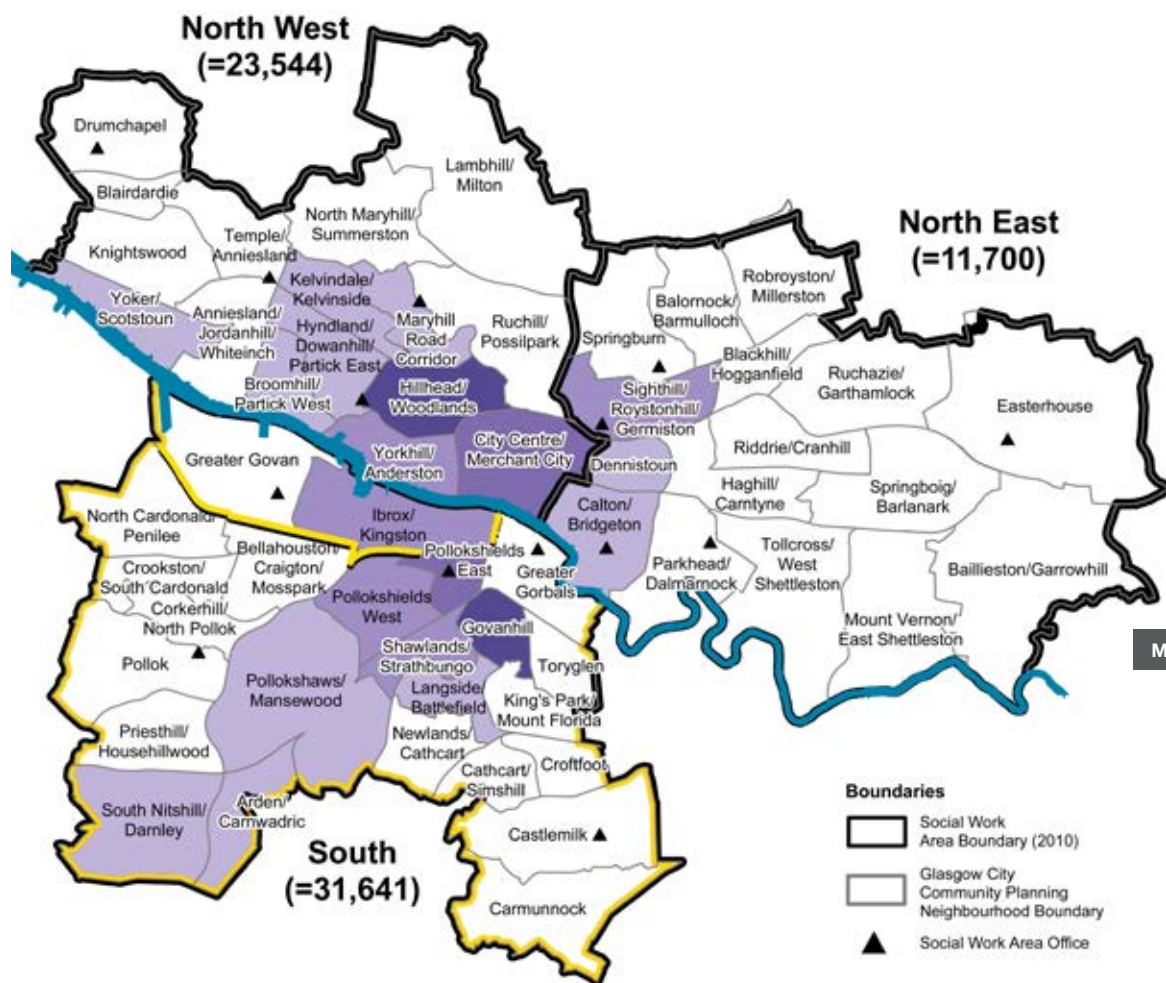 North West
(=23,544)
Drumchapel
Lambhill/
Milton
Blairdardie
North Maryhill/
Summerston
North East
(=11,700)
Knightswood
Temple/
Anniesland
Robroyston/
Millerston
Kelvindale/
Kelvinside
Balornock/
Barmulloch
Yoker/
Scotstoun
Anniesland/
Jordanhill/
Whiteinch
Hyndland/
Dowanhill/
Partick East
Maryhill
Road
Corridor
Ruchill/
Possilpark
Springburn
Blackhill/
Hogganfield
Ruchazie/
Garthamlock
Broomhill/
Partick West
Hillhead/
Woodlands
Sighthill/
Roystonhill/
Germiston
Easterhouse
City Centre/
Merchant City
Riddrie/Cranhill
Yorkhill/
Anderston
Dennistoun
Greater Govan
Haghill/
Carntyne
Springboig/
Barlanark
Calton/
Bridgeton
North Cardonald/
Penilee
Ibrox/
Kingston
Bellahouston/
Craigton/
Mosspark
Pollokshields
East
Greater
Gorbals
Parkhead/
Dalmarnock
Tollcross/
West
Shettleston
Baillieston/Garrowhill
Crookston/
South Cardonald
Corkerhill/
North Pollok
Pollokshields
West
Mount Vernon/
East Shettleston
Govanhill
M
Shawlands/
Strathbungo
Pollok
Toryglen
Pollokshaws/
Mansewood
Langside/
Battlefield
King's Park/
Mount Florida
Priesthill/
Househillwood
Newlands/
Cathcart
Croftfoot
Cathcart/
Simshill
South Nitshill/
Darnley
Arden/
Carnwadric
Castlemilk
South
(=31,641)
Carmunnock
Boundaries
Social Work
Area Boundary (2010)
Glasgow City
Community Planning
Neighbourhood Boundary
Social Work Area Office